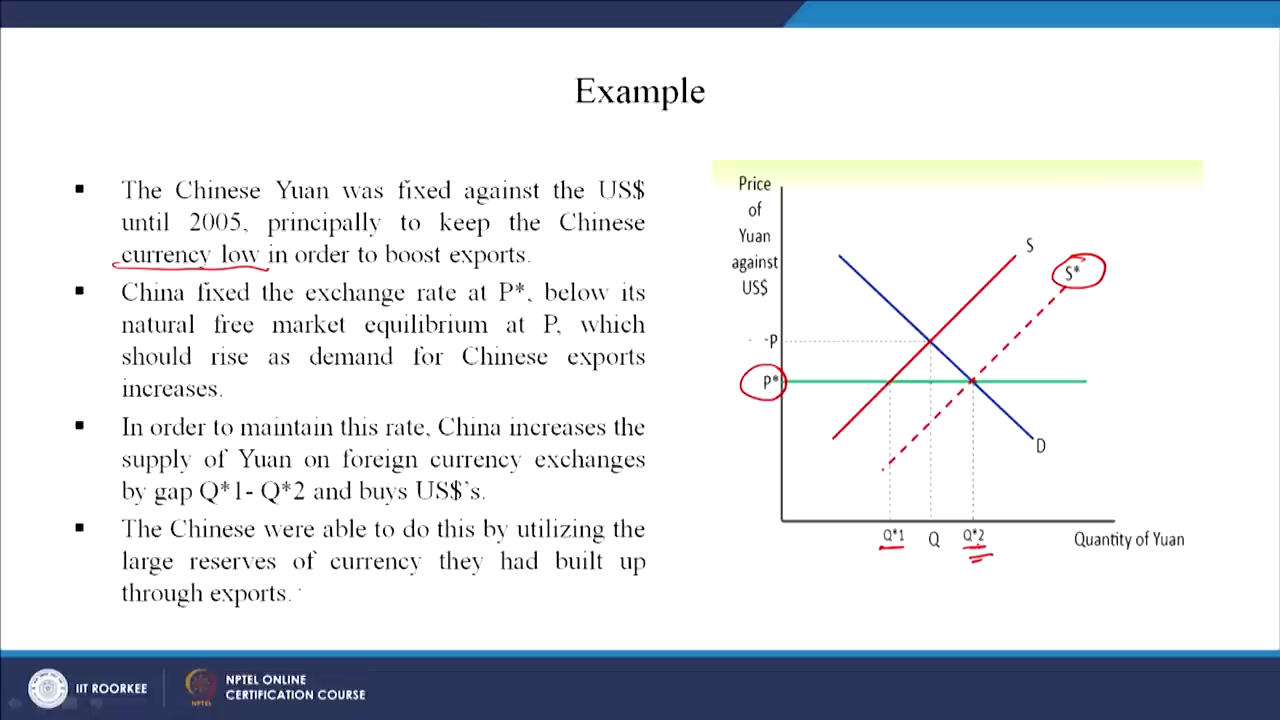 Example
▪ The Chinese Yuan was fixed against the US$
until 2005, principally to keep the Chinese
currency low in order to boost exports.
▪ China fixed the exchange rate at P*, below its
natural free market equilibrium at P, which
should rise as demand for Chinese exports
increases.
▪ In order to maintain this rate, China increases the
supply of Yuan on foreign currency exchanges
by gap Q*1- Q*2 and buys US$'s.
▪ The Chinese were able to do this by utilizing the
large reserves of currency they had built up
through exports.
Price
of
Yuan
against
US$
S
S*
-P
P*
D
Q*1 Q Q*2
Quantity of Yuan
IIT ROORKEE
NPTEL
NPTEL ONLINE
CERTIFICATION COURSE